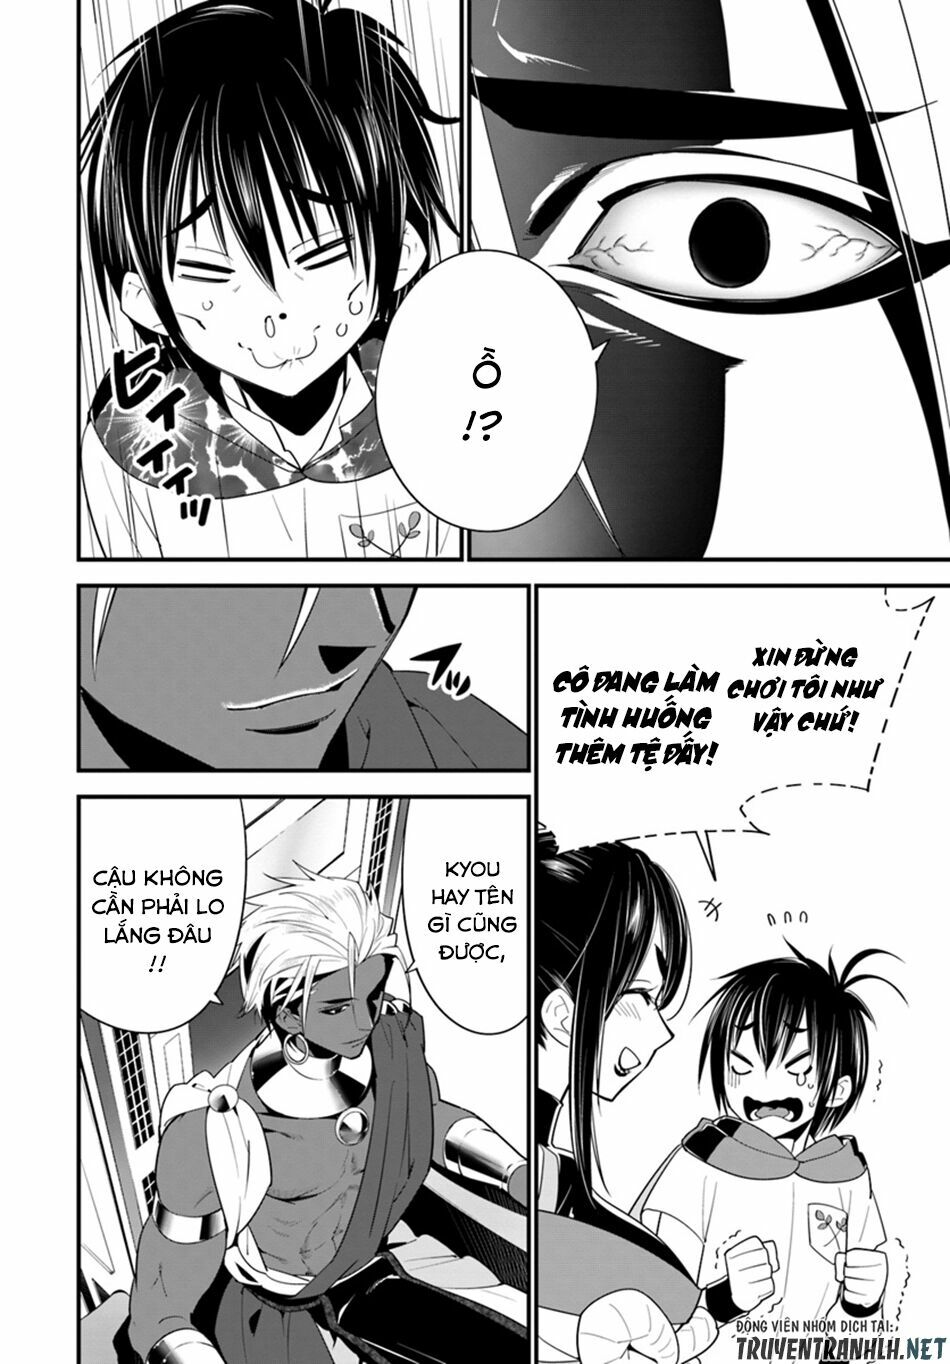 Ồ
!?
ヒィィィッ
XIN ĐỪNG
CHƠI TÔI NHƯ
VẬY CHỨ!
CÔ ĐANG LÀM
TÌNH HUỐNG
THÊM TỆ ĐẤY!
フッ
KYOU
HAY TÊN
GÌ CŨNG
ĐƯỢC,
CẬU KHÔNG
CẦN PHẢI LO
LẮNG ĐÂU
!!
ĐỘNG VIÊN NHÓM DỊCH TẠI:
TRUYENTRANHLH.NET